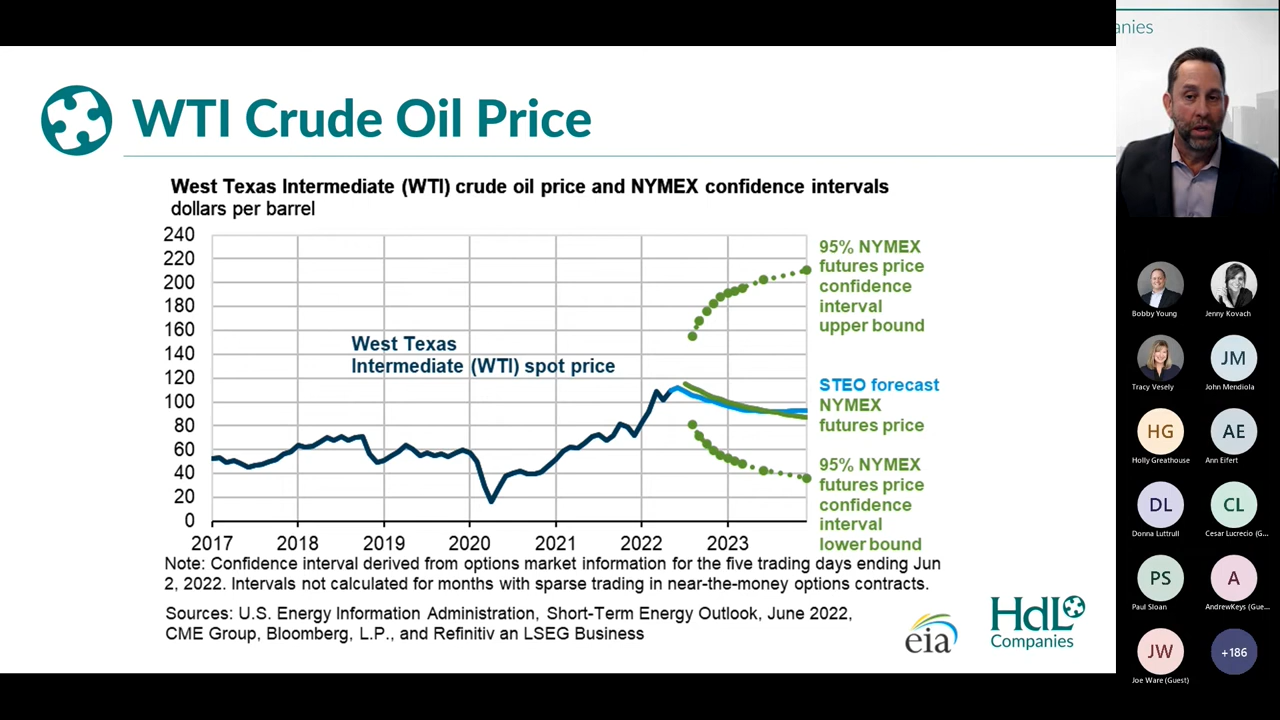 WTI Crude Oil Price
West Texas Intermediate (WTI) crude oil price and NYMEX confidence intervals
dollars per barrel
240
220
200
180
160
140
120
100
80
60
40
20
0
2017 2018 2019 2020 2021 2022 2023
West Texas
Intermediate (WTI) spot price
95% NYMEX
futures price
confidence
interval
upper bound
STEO forecast
NYMEX
futures price
95% NYMEX
futures price
confidence
interval
lower bound
Note: Confidence interval derived from options market information for the five trading days ending Jun
2, 2022. Intervals not calculated for months with sparse trading in near-the-money options contracts.
Sources: U.S. Energy Information Administration, Short-Term Energy Outlook, June 2022,
CME Group, Bloomberg, L.P., and Refinitiv an LSEG Business
eia
HdL
Companies
anies
Bobby Young
Jenny Kovach
Tracy Vesely
JM
John Mendiola
HG
Holly Greathouse
AE
Ann Eifert
DL
Donna Luttrull
CL
Cesar Lucrecio (G...
PS
Paul Sloan
A
AndrewKeys (Gue...
JW
Joe Ware (Guest)
+186